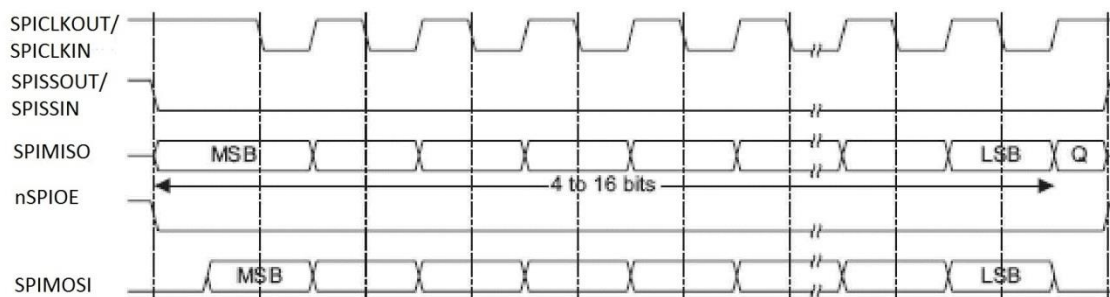 SPICLKOUT/
SPICLKIN
SPISSOUT/
SPISSIN
SPIMISO MSB LSB Q
4 to 16 bits
nSPIOE
SPIMOSI MSB LSB